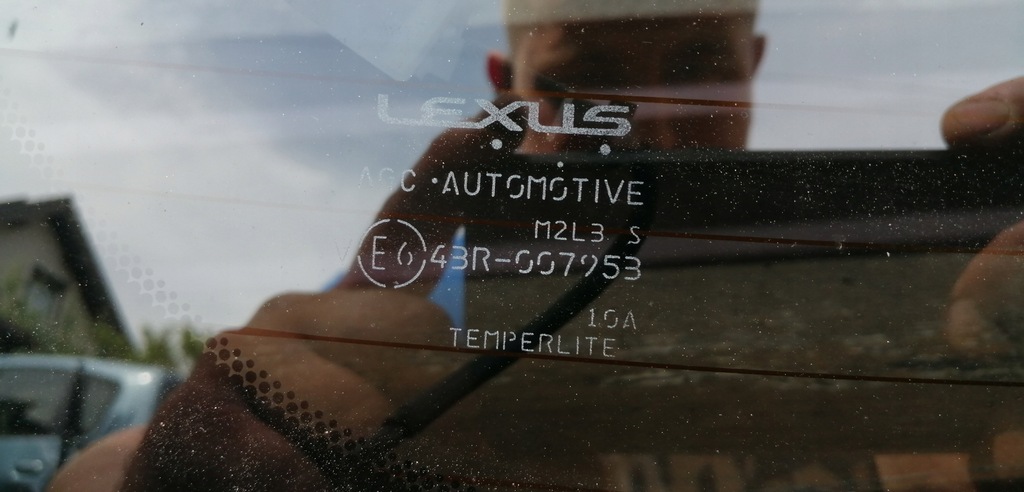 LEXUS
AGC AUTOMOTIVE
M2L3 S
E6 43R-007953
10A
TEMPERLITE